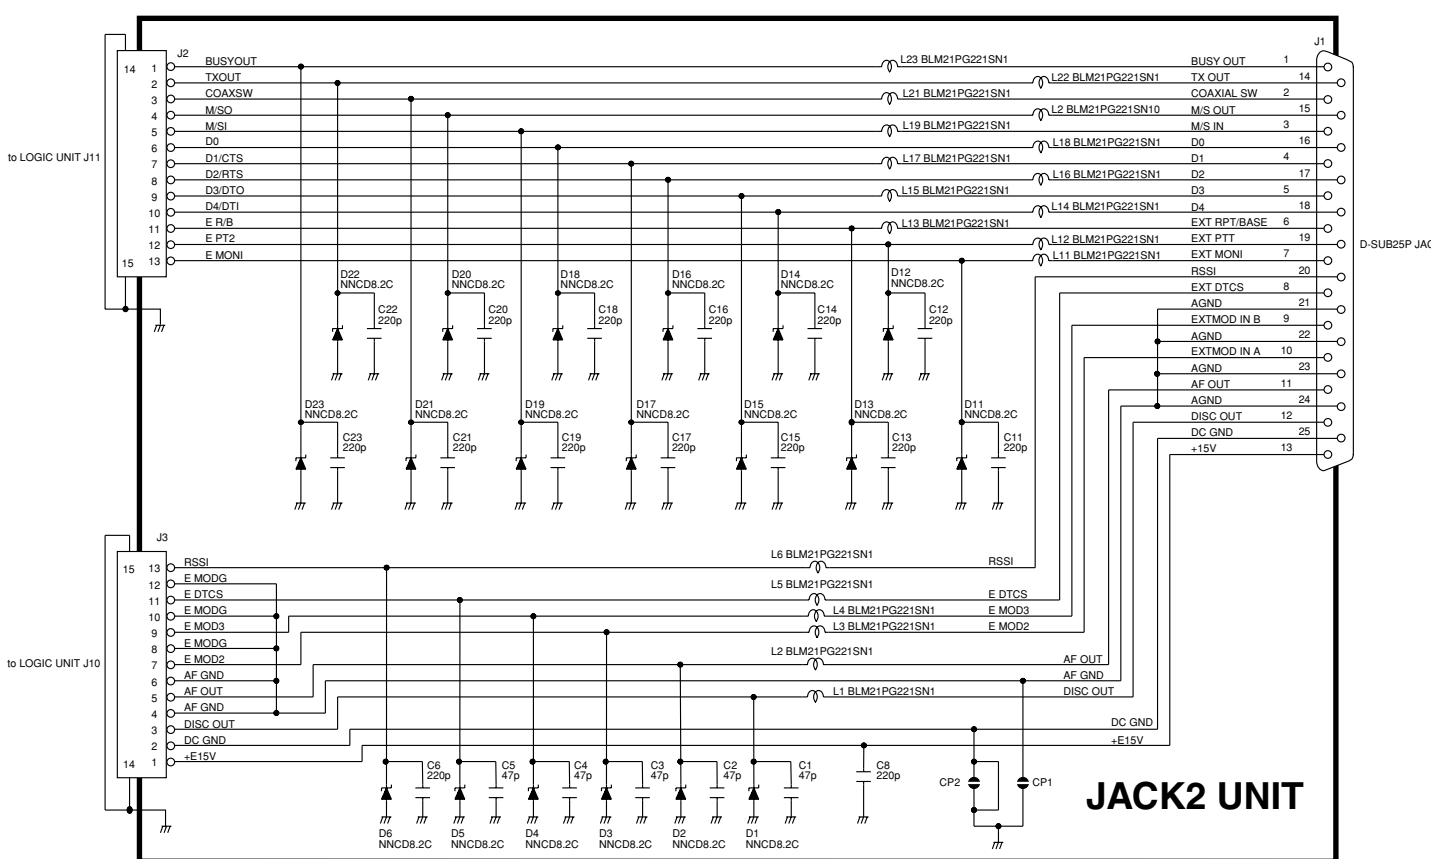 J2
J1
14
15
to LOGIC UNIT J11
1 BUSYOUT L23 BLM21PG221SN1 BUSY OUT 1
2 TXOUT L22 BLM21PG221SN1 TX OUT 14
3 COAXSW L21 BLM21PG221SN1 COAXIAL SW 2
4 M/SO L2 BLM21PG221SN10 M/S OUT 15
5 M/SI L19 BLM21PG221SN1 M/S IN 3
6 D0 L18 BLM21PG221SN1 D0 16
7 D1/CTS L17 BLM21PG221SN1 D1 4
8 D2/RTS L16 BLM21PG221SN1 D2 17
9 D3/DTO L15 BLM21PG221SN1 D3 5
10 D4/DTI L14 BLM21PG221SN1 D4 18
11 E R/B L13 BLM21PG221SN1 EXT RPT/BASE 6
12 E PT2 L12 BLM21PG221SN1 EXT PTT 19
13 E MONI L11 BLM21PG221SN1 EXT MONI 7
D-SUB25P JAC
RSSI 20
EXT DTCS 8
AGND 21
EXTMOD IN B 9
AGND 22
EXTMOD IN A 10
AGND 23
AF OUT 11
AGND 24
DISC OUT 12
DC GND 25
+15V 13
D22 D20 D18 D16 D14 D12
NNCD8.2C NNCD8.2C NNCD8.2C NNCD8.2C NNCD8.2C NNCD8.2C
C22 C20 C18 C16 C14 C12
220p 220p 220p 220p 220p 220p
D23 D21 D19 D17 D15 D13 D11
NNCD8.2C NNCD8.2C NNCD8.2C NNCD8.2C NNCD8.2C NNCD8.2C NNCD8.2C
C23 C21 C19 C17 C15 C13 C11
220p 220p 220p 220p 220p 220p 220p
J3
15
14
to LOGIC UNIT J10
13 RSSI L6 BLM21PG221SN1 RSSI
12 E MODG
11 E DTCS L5 BLM21PG221SN1 E DTCS
10 E MODG L4 BLM21PG221SN1 E MOD3
9 E MOD3 L3 BLM21PG221SN1 E MOD2
8 E MODG
7 E MOD2 L2 BLM21PG221SN1 AF OUT
6 AF GND AF GND
5 AF OUT L1 BLM21PG221SN1 DISC OUT
4 AF GND
3 DISC OUT DC GND
2 DC GND +E15V
1 +E15V
C6 C5 C4 C3 C2 C1 C8
220p 47p 47p 47p 47p 47p 220p
CP2 CP1
D6 D5 D4 D3 D2 D1
NNCD8.2C NNCD8.2C NNCD8.2C NNCD8.2C NNCD8.2C NNCD8.2C
JACK2 UNIT